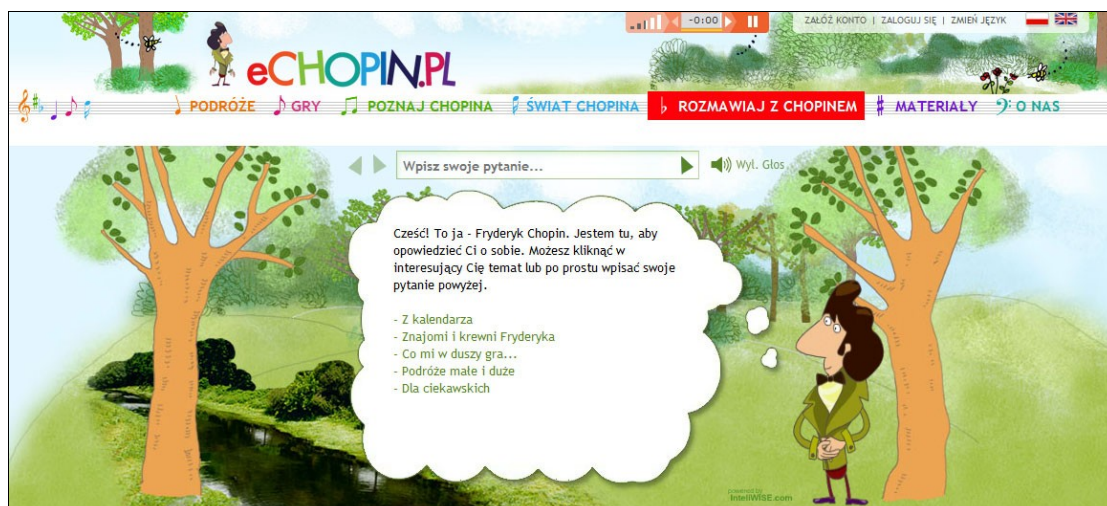 -0:00
ZAŁÓŻ KONTO | ZALOGUJ SIĘ | ZMIEŃ JĘZYK
eCHOPIN.PL
PODRÓŻE GRY POZNAJ CHOPINA ŚWIAT CHOPINA ROZMAWIAJ Z CHOPINEM MATERIAŁY O NAS
Wpisz swoje pytanie...
Wył. Głos
Cześć! To ja - Fryderyk Chopin. Jestem tu, aby
opowiedzieć Ci o sobie. Możesz kliknąć w
interesujący Cię temat lub po prostu wpisać swoje
pytanie powyżej.
- Z kalendarza
- Znajomi i krewni Fryderyka
- Co mi w duszy gra...
- Podróże małe i duże
- Dla ciekawskich
powered by
InteliWISE.com